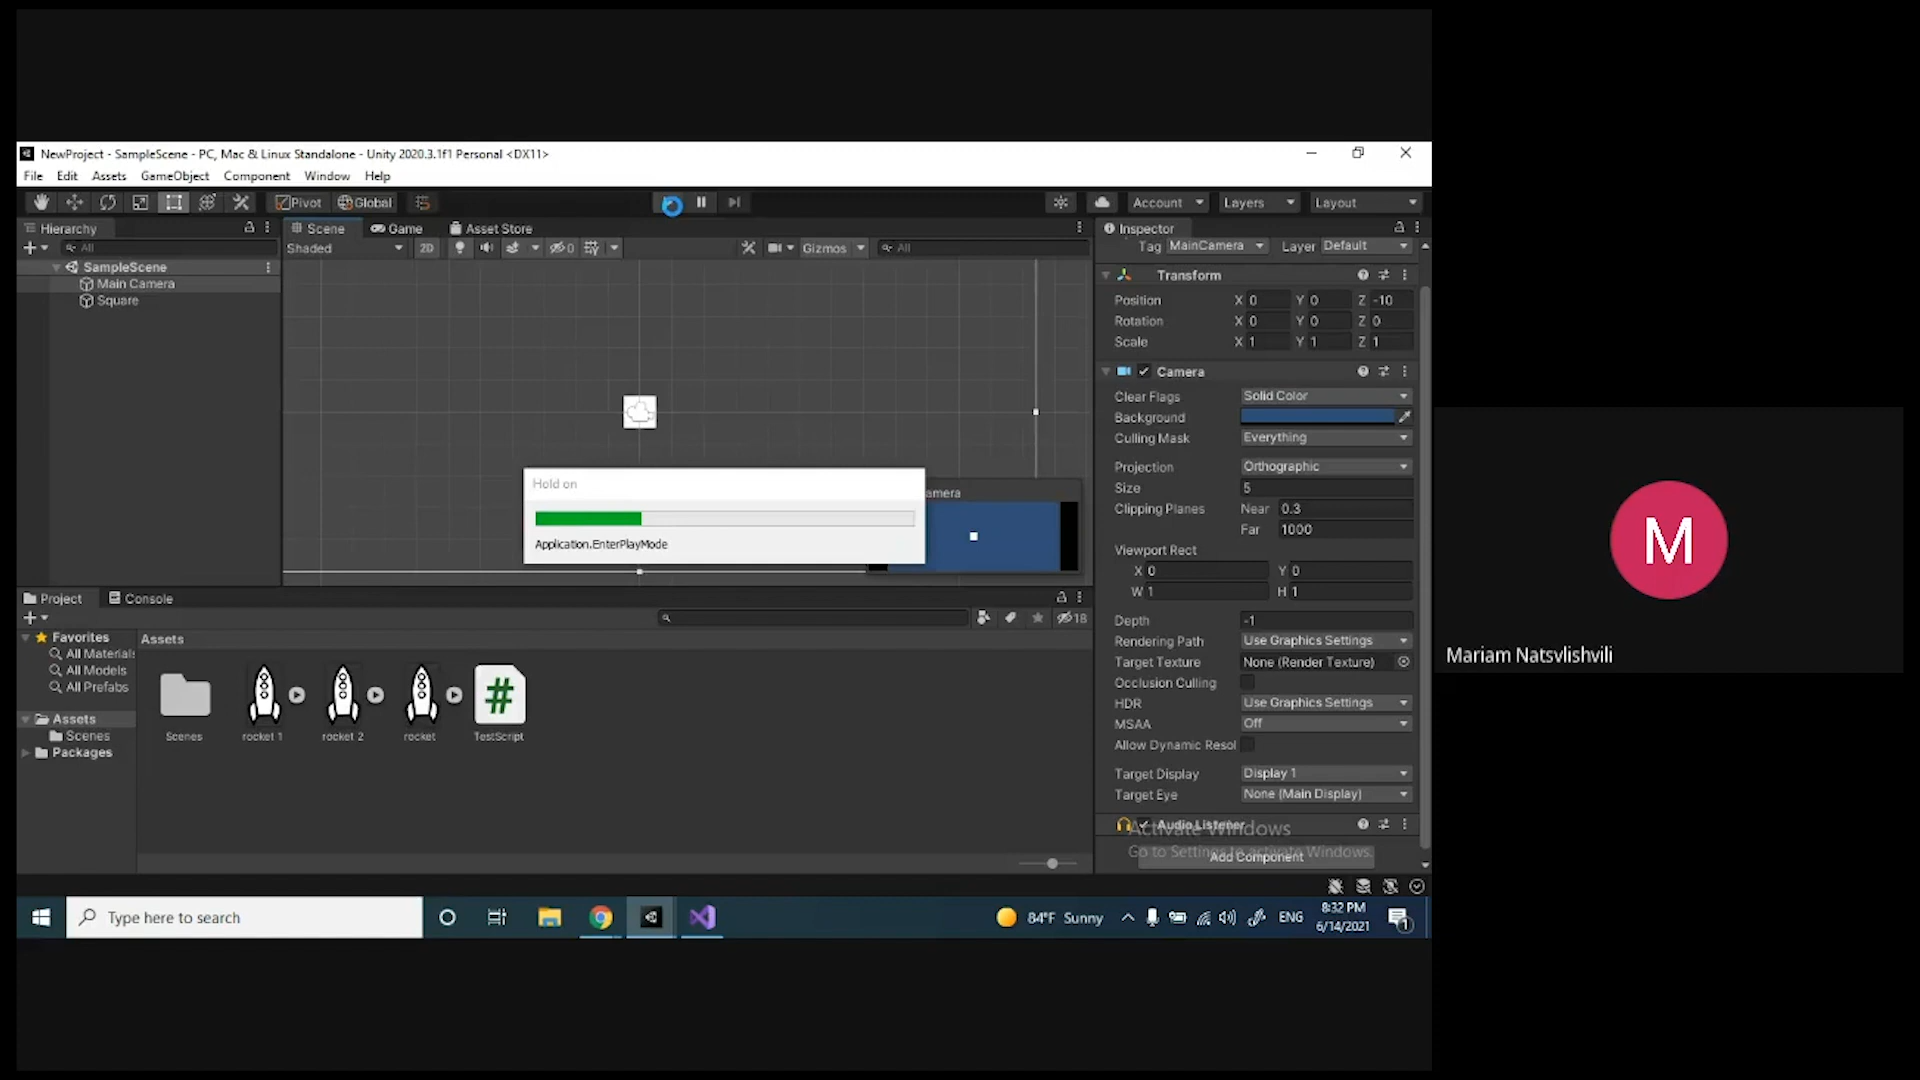 NewProject - SampleScene - PC, Mac & Linux Standalone - Unity 2020.3.1f1 Personal <DX11>
File Edit Assets GameObject Component Window Help
Pivot Global Account Layers Layout
Hierarchy
Scene Game Asset Store
Inspector
All
Shaded 2D 0 Gizmos All
Tag MainCamera Layer Default
SampleScene
Main Camera
Square
Transform
Position X 0 Y 0 Z -10
Rotation X 0 Y 0 Z 0
Scale X 1 Y 1 Z 1
Camera
Clear Flags Solid Color
Background
Culling Mask Everything
Projection Orthographic
Size 5
Clipping Planes Near 0.3
Far 1000
Viewport Rect
X 0 Y 0
W 1 H 1
Depth -1
Rendering Path Use Graphics Settings
Target Texture None (Render Texture)
Occlusion Culling
HDR Use Graphics Settings
MSAA Off
Allow Dynamic Resol
Target Display Display 1
Target Eye None (Main Display)
Audio Listener
Add Component
Activate Windows
Go to Settings to activate Windows.
Hold on
Application.EnterPlayMode
amera
Project Console
18
Favorites
All Materials
All Models
All Prefabs
Assets
Scenes
Packages
Assets
Scenes rocket 1 rocket 2 rocket TestScript
#
Type here to search
84°F Sunny ENG
8:32 PM
6/14/2021
1
M
Mariam Natsvlishvili